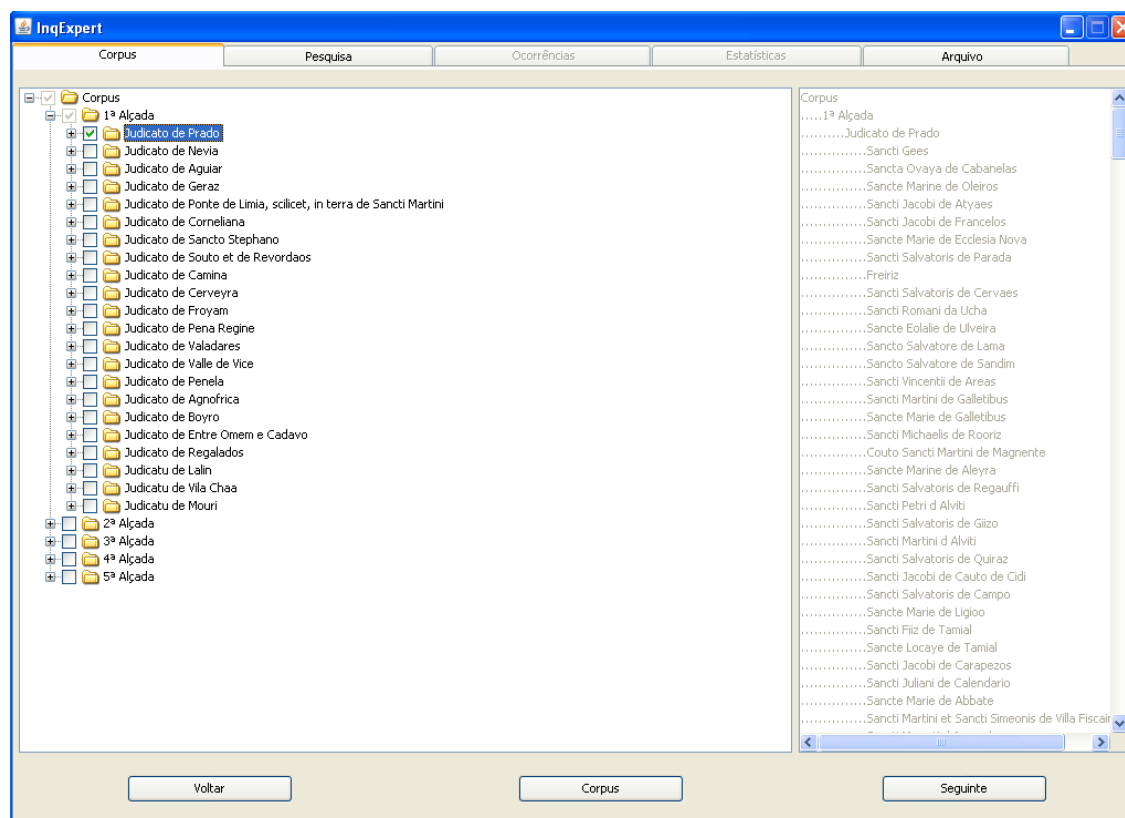 InqExpert
Corpus Pesquisa Ocorrências Estatísticas Arquivo
Corpus
1ª Alçada
Judicato de Prado
Judicato de Nevia
Judicato de Aguiar
Judicato de Geraz
Judicato de Ponte de Limia, scilicet, in terra de Sancti Martini
Judicato de Corneliana
Judicato de Sancto Stephano
Judicato de Souto et de Revordaos
Judicato de Camina
Judicato de Cerveyra
Judicato de Froyam
Judicato de Pena Regine
Judicato de Valadares
Judicato de Valle de Vice
Judicato de Penela
Judicato de Agnofrica
Judicato de Boyro
Judicato de Entre Omem e Cadavo
Judicato de Regalados
Judicatu de Lalin
Judicatu de Vila Chaa
Judicatu de Mouri
2ª Alçada
3ª Alçada
4ª Alçada
5ª Alçada
Corpus
.....1ª Alçada
..........Judicato de Prado
...............Sancti Gees
...............Sancta Ovaya de Cabanelas
...............Sancte Marine de Oleiros
...............Sancti Jacobi de Atyaes
...............Sancti Jacobi de Francelos
...............Sancte Marie de Ecclesia Nova
...............Sancti Salvatoris de Parada
...............Freiriz
...............Sancti Salvatoris de Cervaes
...............Sancti Romani da Ucha
...............Sancte Eolalie de Ulveira
...............Sancto Salvatore de Lama
...............Sancto Salvatore de Sandim
...............Sancti Vincentii de Areas
...............Sancti Martini de Galletibus
...............Sancte Marie de Galletibus
...............Sancti Michaelis de Rooriz
...............Couto Sancti Martini de Magnente
...............Sancte Marine de Aleyra
...............Sancti Salvatoris de Regauffi
...............Sancti Petri d Alviti
...............Sancti Salvatoris de Giizo
...............Sancti Martini d Alviti
...............Sancti Salvatoris de Quiraz
...............Sancti Jacobi de Cauto de Cidi
...............Sancti Salvatoris de Campo
...............Sancte Marie de Ligioo
...............Sancti Fiiz de Tamial
...............Sancte Locaye de Tamial
...............Sancti Jacobi de Carapezos
...............Sancti Juliani de Calendario
...............Sancte Marie de Abbate
...............Sancti Martini et Sancti Simeonis de Villa Fiscair
Voltar Corpus Seguinte